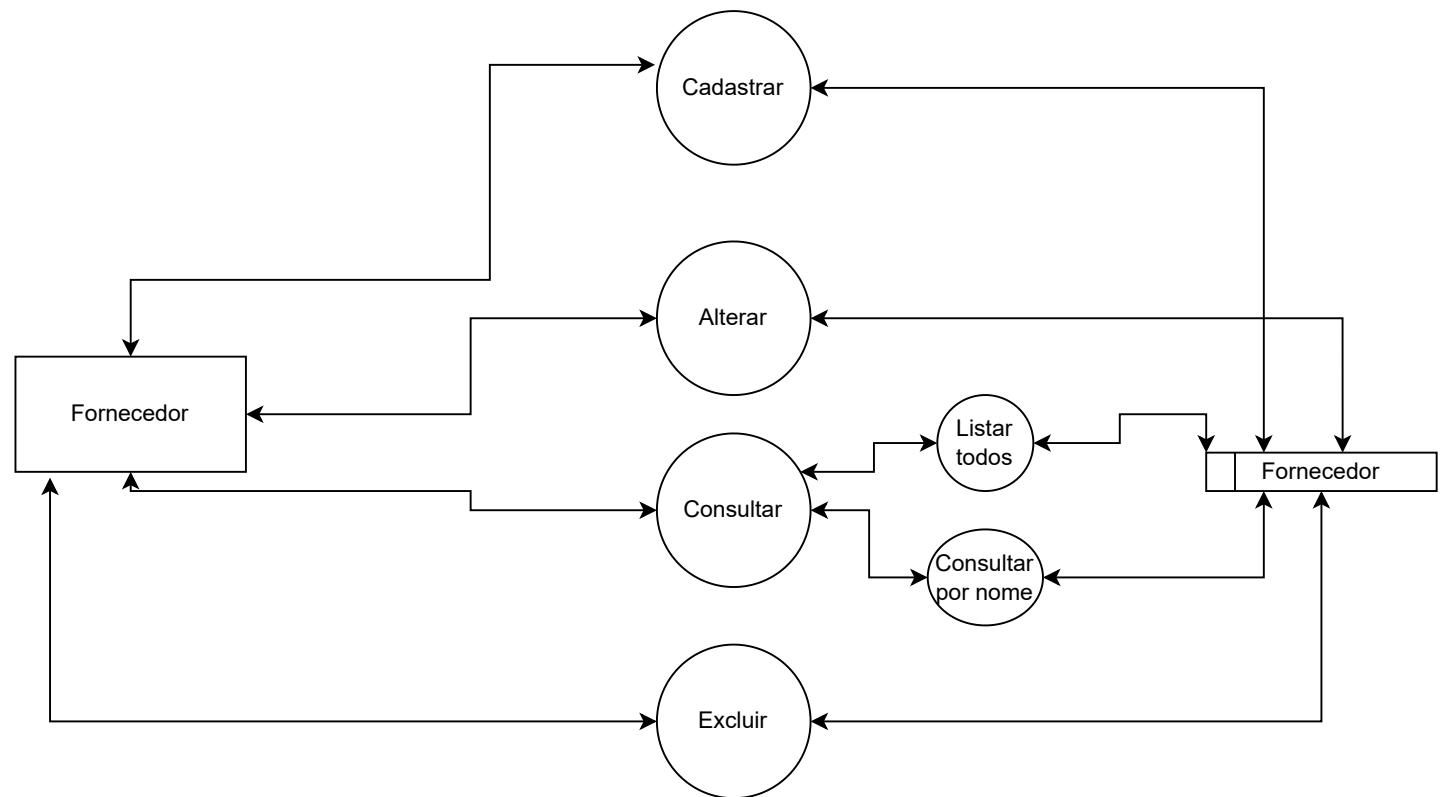 Cadastrar
Alterar
Fornecedor
Listar
todos
Fornecedor
Consultar
Consultar
por nome
Excluir